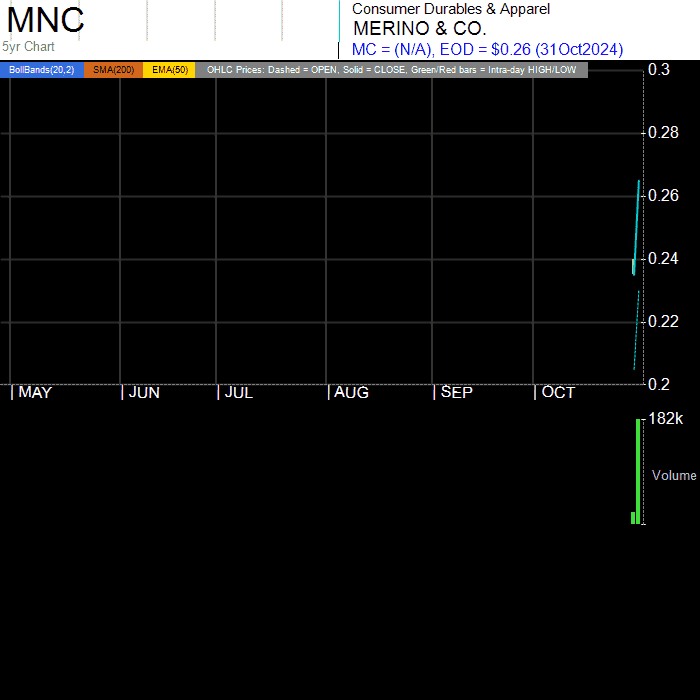 MNC
5yr Chart
Consumer Durables & Apparel
MERINO & CO.
MC = (N/A), EOD = $0.26 (31Oct2024)
BollBands(20,2) SMA(200) EMA(50) OHLC Prices: Dashed = OPEN, Solid = CLOSE, Green/Red bars = Intra-day HIGH/LOW
0.3
0.28
0.26
0.24
0.22
0.2
MAY JUN JUL AUG SEP OCT
182k
Volume